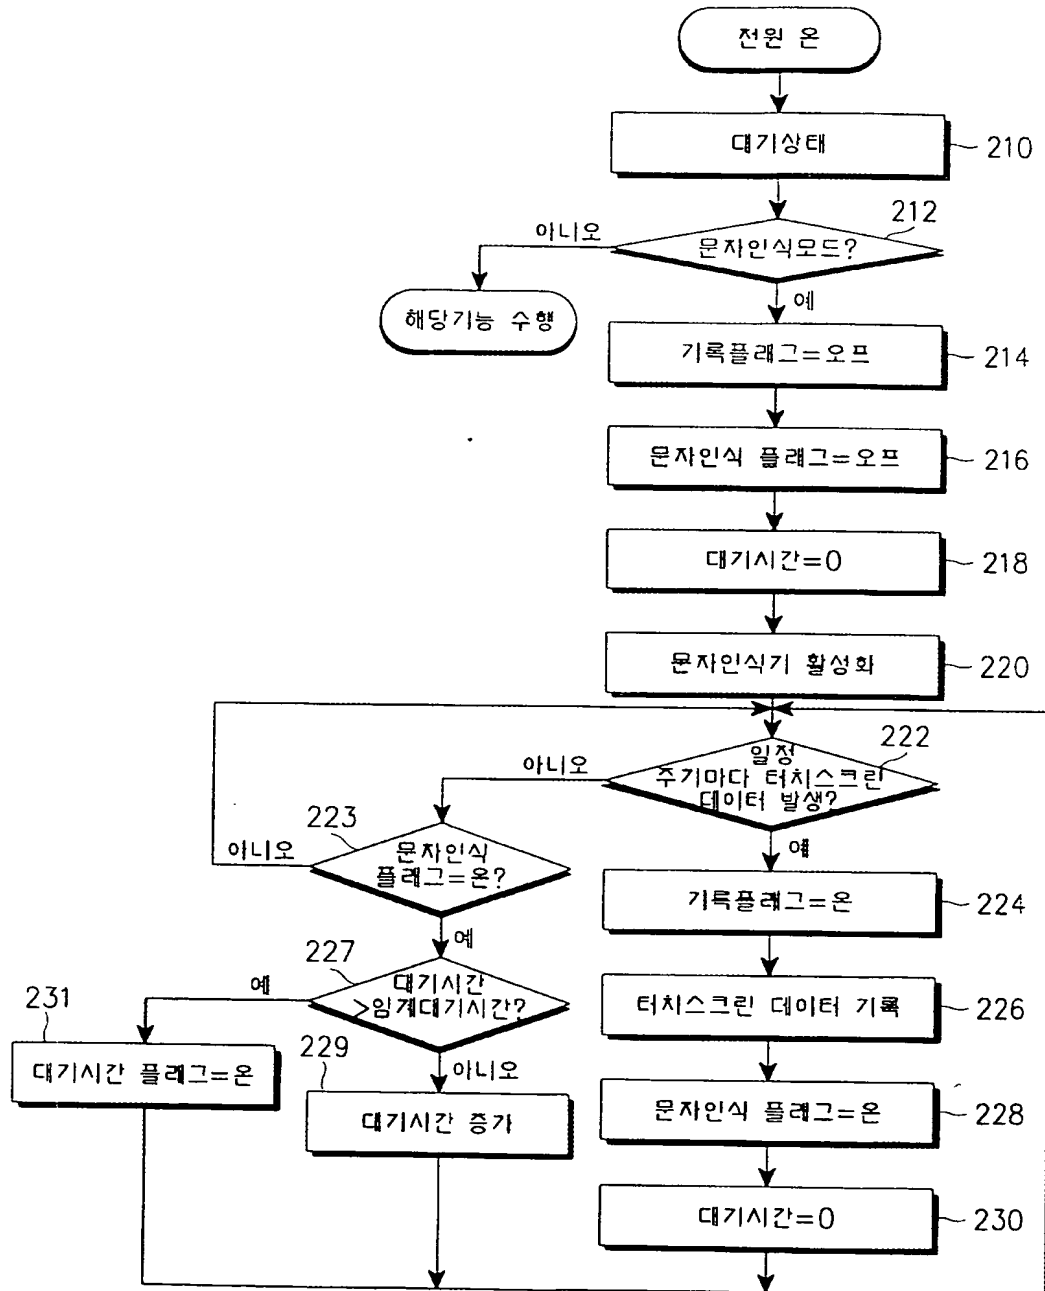 전원 온
대기상태
210
212
아니오
문자인식모드?
예
해당기능 수행
기록플래그=오프
214
문자인식 플래그=오프
216
대기시간=0
218
문자인식기 활성화
220
222
아니오
일정
주기마다 터치스크린
데이터 발생?
223
예
아니오
문자인식
플래그=온?
기록플래그=온
224
예
227
예
대기시간
>임계대기시간?
터치스크린 데이터 기록
226
231
229
아니오
대기시간 플래그=온
대기시간 증가
문자인식 플래그=온
228
대기시간=0
230